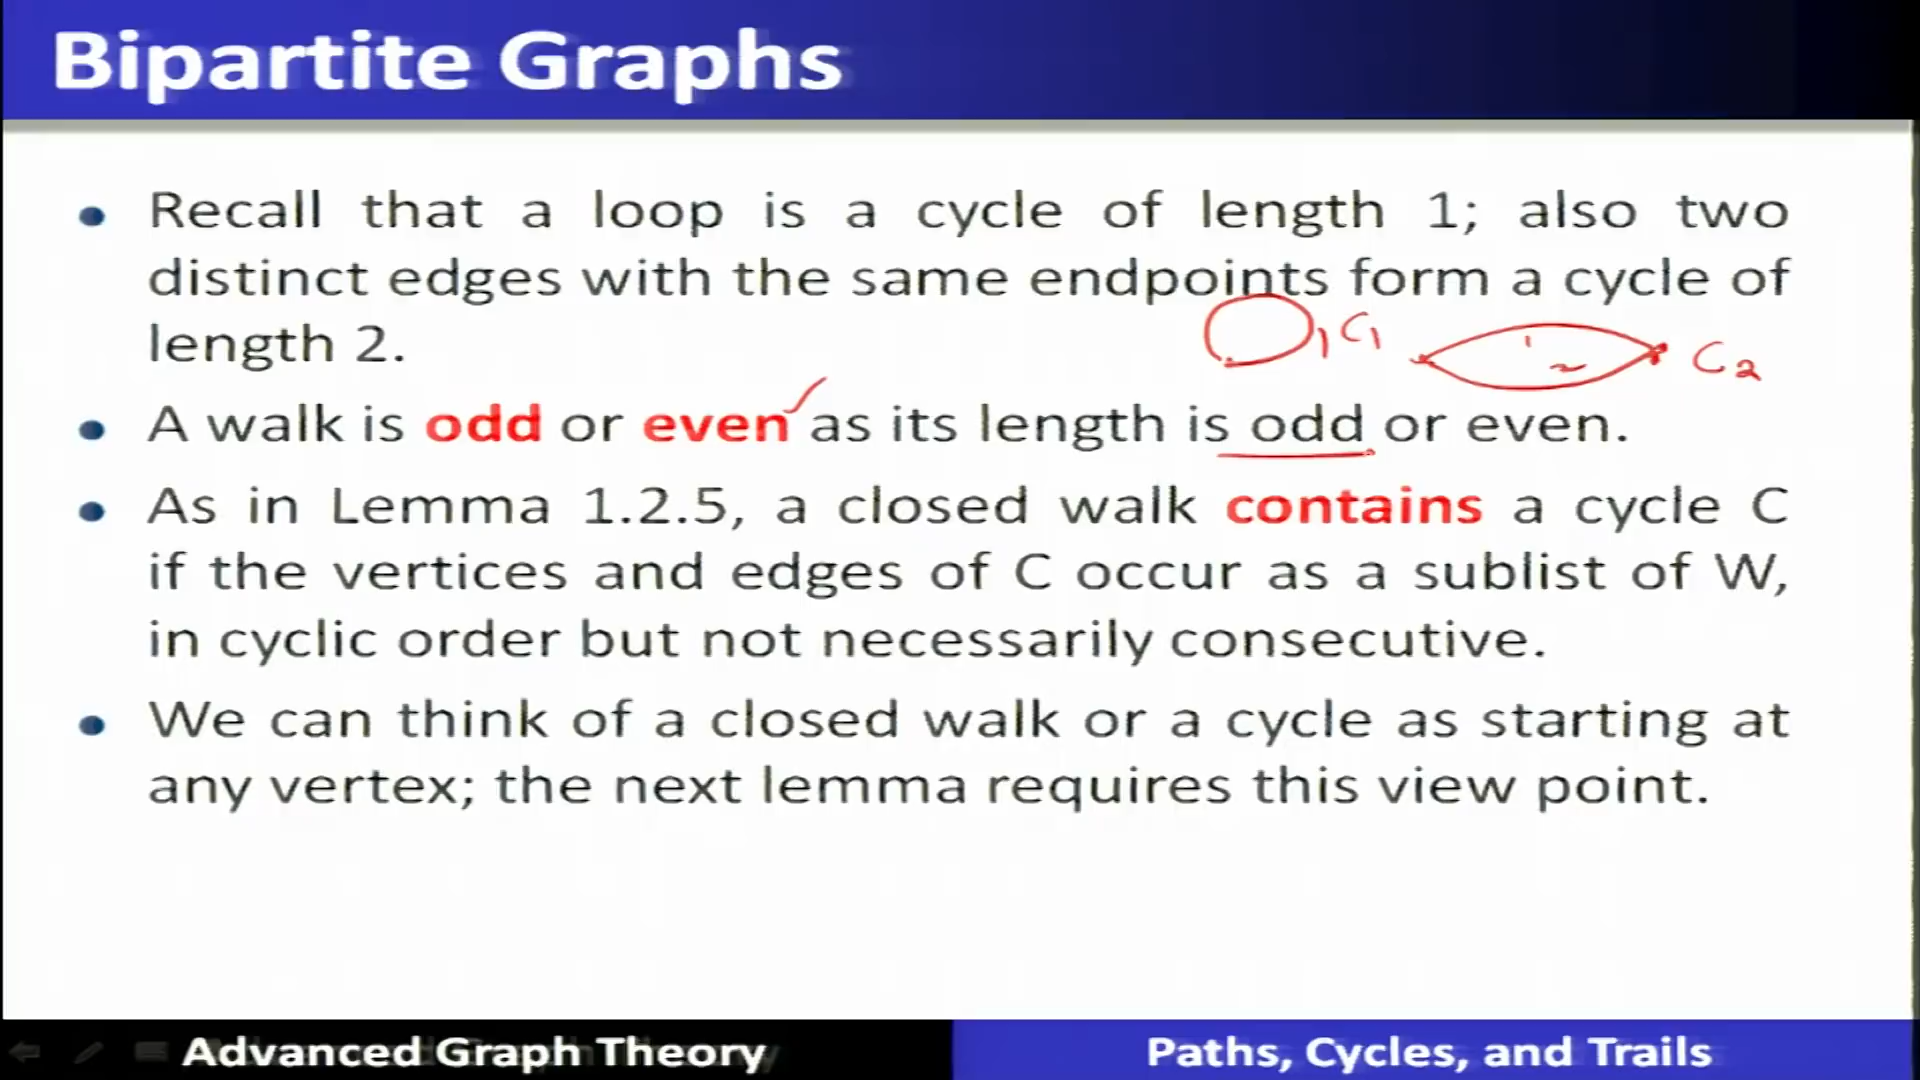 Bipartite Graphs
Recall that a loop is a cycle of length 1; also two
distinct edges with the same endpoints form a cycle of
length 2.
1 C1
1 2 C2
A walk is odd or even as its length is odd or even.
As in Lemma 1.2.5, a closed walk contains a cycle C
if the vertices and edges of C occur as a sublist of W,
in cyclic order but not necessarily consecutive.
We can think of a closed walk or a cycle as starting at
any vertex; the next lemma requires this view point.
Advanced Graph Theory
Paths, Cycles, and Trails